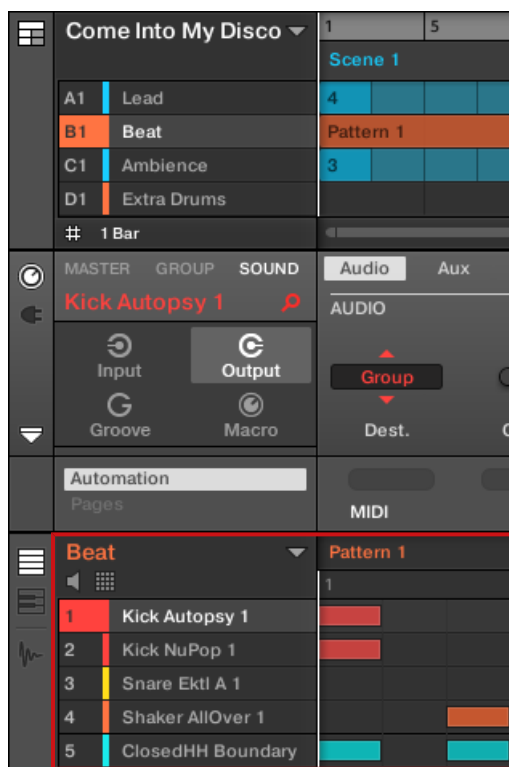 Come Into My Disco 1 5
Scene 1
A1 Lead 4
B1 Beat Pattern 1
C1 Ambience 3
D1 Extra Drums
1 Bar
MASTER GROUP SOUND Audio Aux
Kick Autopsy 1 AUDIO
Input Output Group
Groove Macro Dest.
Automation
Pages MIDI
Beat Pattern 1
1
1 Kick Autopsy 1
2 Kick NuPop 1
3 Snare Ektl A 1
4 Shaker AllOver 1
5 ClosedHH Boundary